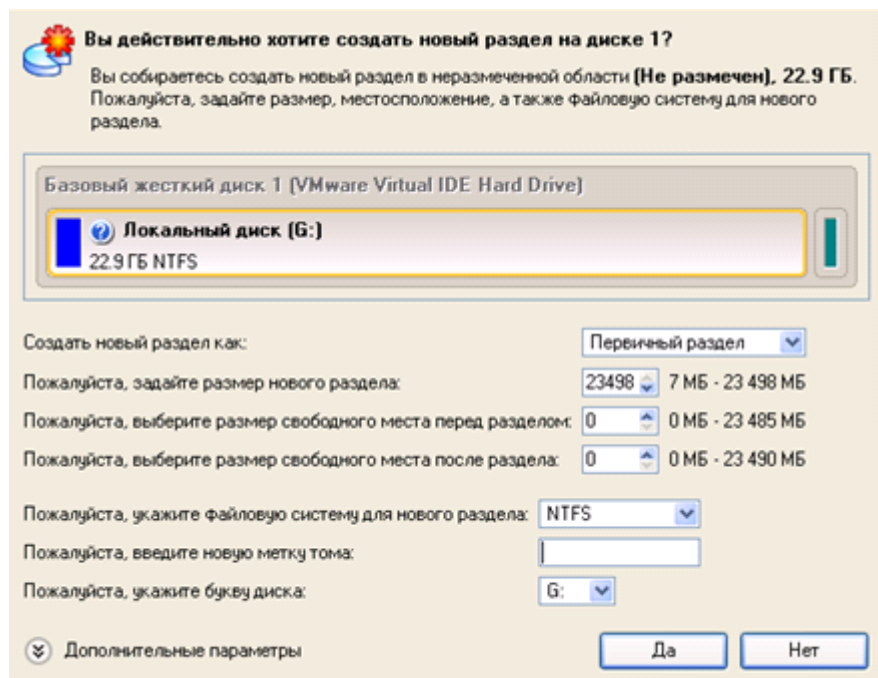 Вы действительно хотите создать новый раздел на диске 1?
Вы собираетесь создать новый раздел в неразмеченной области (Не размечен), 22.9 ГБ.
Пожалуйста, задайте размер, местосположение, а также файловую систему для нового
раздела.
Базовый жесткий диск 1 (VMware Virtual IDE Hard Drive)
Локальный диск (G:)
22.9 ГБ NTFS
Создать новый раздел как: Первичный раздел
Пожалуйста, задайте размер нового раздела: 23498 7 МБ - 23 498 МБ
Пожалуйста, выберите размер свободного места перед разделом: 0 0 МБ - 23 485 МБ
Пожалуйста, выберите размер свободного места после раздела: 0 0 МБ - 23 490 МБ
Пожалуйста, укажите файловую систему для нового раздела: NTFS
Пожалуйста, введите новую метку тома:
Пожалуйста, укажите букву диска: G:
Дополнительные параметры Да Нет